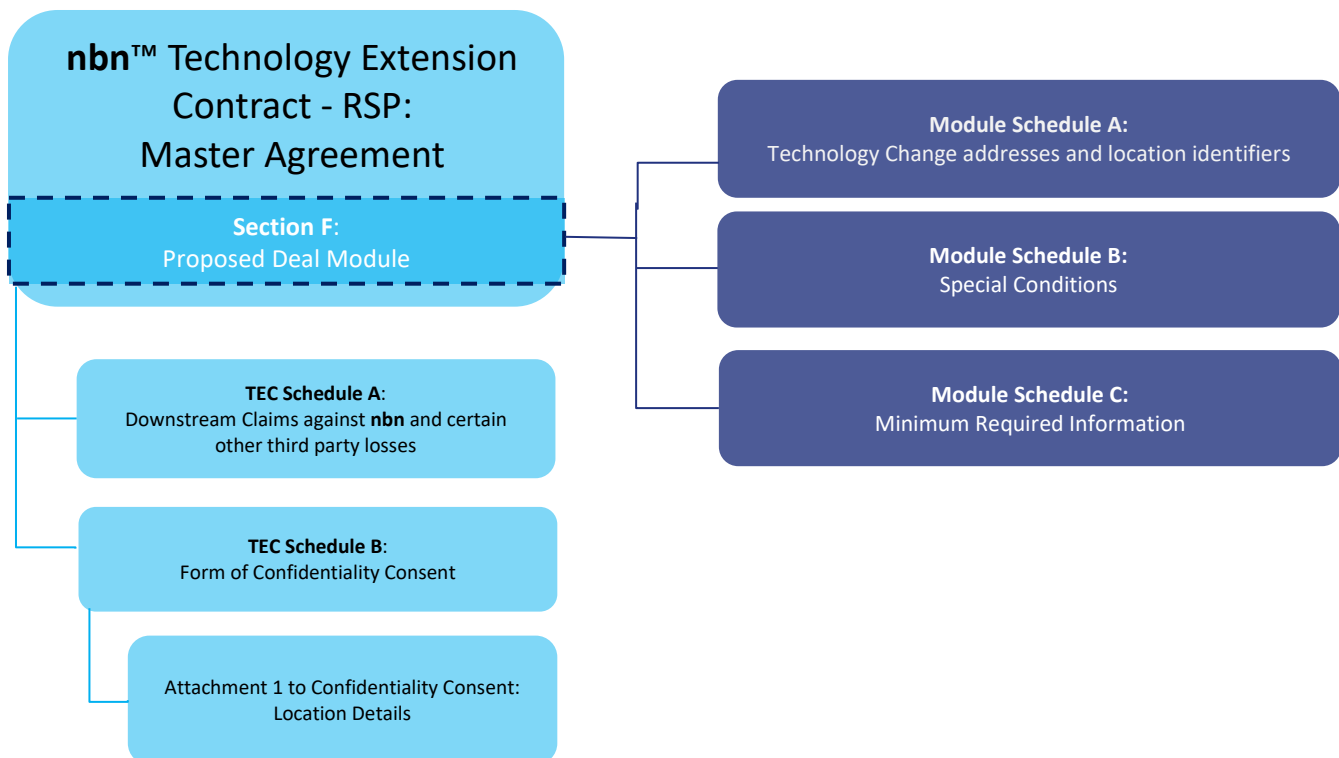 nbn™ Technology Extension
Contract - RSP:
Master Agreement
Section F:
Proposed Deal Module
TEC Schedule A:
Downstream Claims against nbn and certain
other third party losses
TEC Schedule B:
Form of Confidentiality Consent
Attachment 1 to Confidentiality Consent:
Location Details
Module Schedule A:
Technology Change addresses and location identifiers
Module Schedule B:
Special Conditions
Module Schedule C:
Minimum Required Information